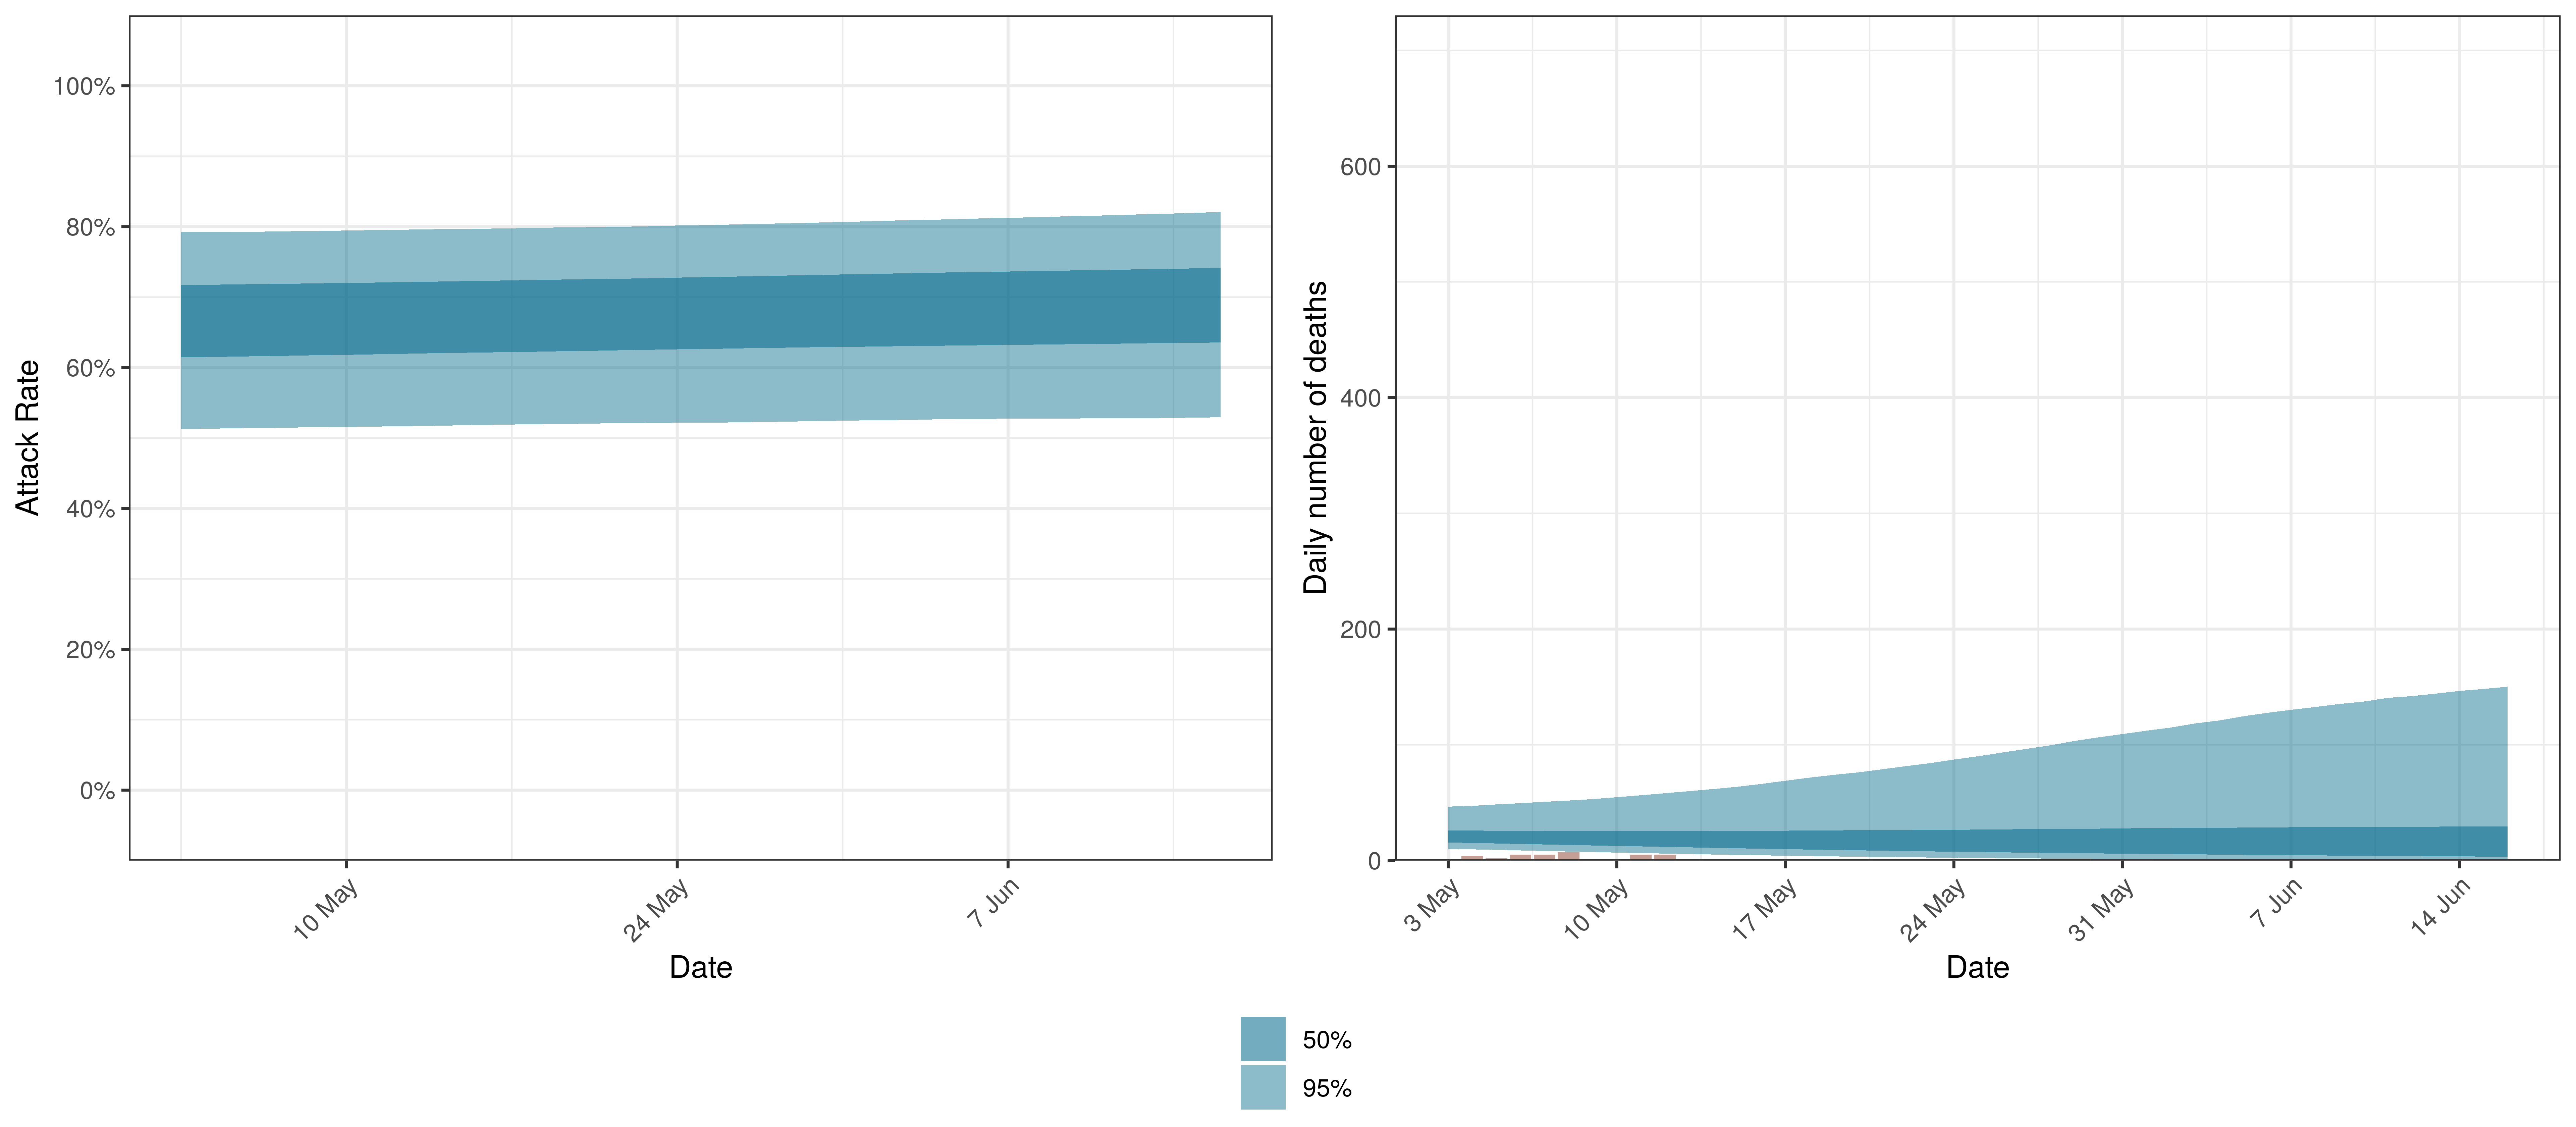 Attack Rate
100%
80%
60%
40%
20%
0%
10 May
24 May
7 Jun
Date
Daily number of deaths
600
400
200
0
3 May
10 May
17 May
24 May
31 May
7 Jun
14 Jun
Date
50%
95%